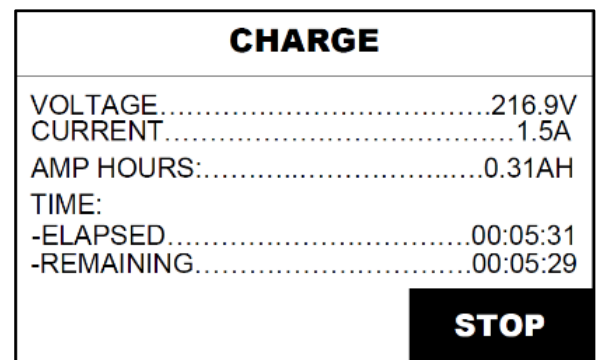 CHARGE
VOLTAGE……………………………….216.9V
CURRENT…………………………………1.5A
AMP HOURS:………..………………..….0.31AH
TIME:
-ELAPSED…………………………..00:05:31
-REMAINING…………………………00:05:29
STOP